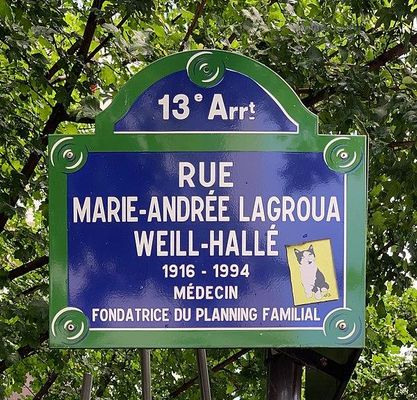 13e Arrt.
RUE
MARIE-ANDRÉE LAGROUA
WEILL-HALLÉ
1916 - 1994
MÉDECIN
FONDATRICE DU PLANNING FAMILIAL